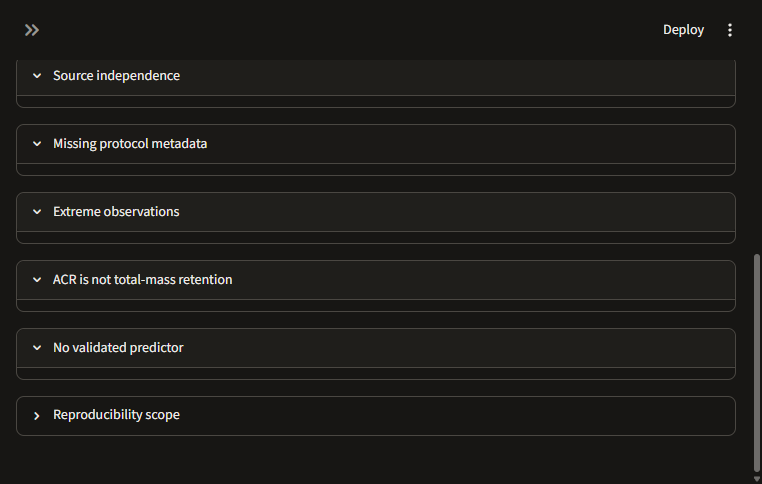 Deploy
Source independence
Missing protocol metadata
Extreme observations
ACR is not total-mass retention
No validated predictor
Reproducibility scope